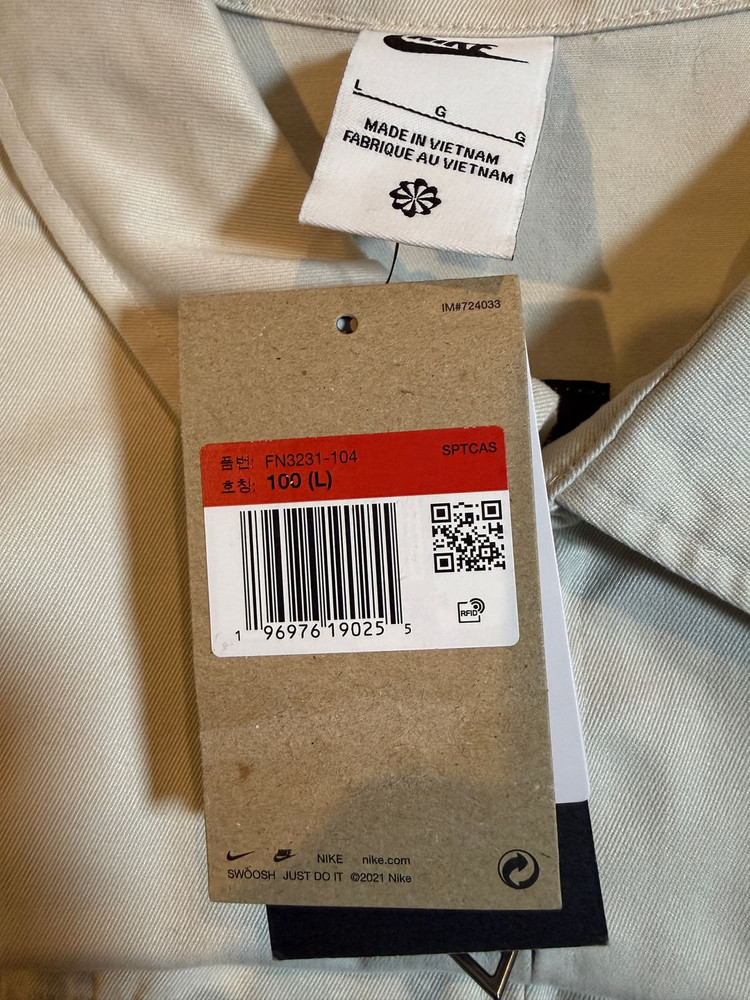 NIKE
L
G
G
MADE IN VIETNAM
FABRIQUE AU VIETNAM
IM#724033
품번: FN3231-104
SPTCAS
호칭: 100 (L)
RFID
1 96976 19025 5
NIKE nike.com
SWOOSH JUST DO IT ©2021 Nike